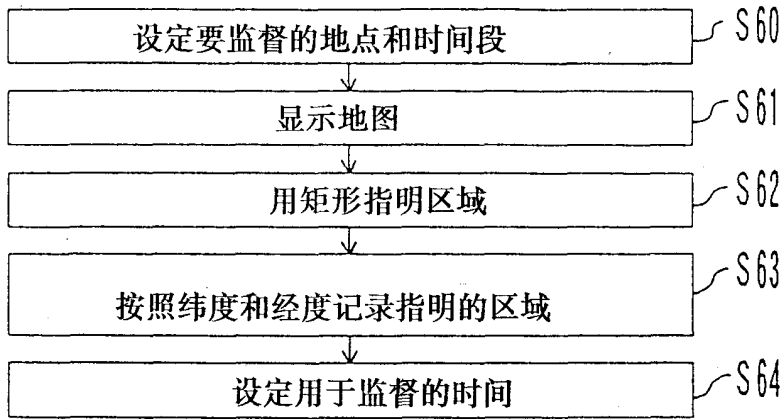 设定要监督的地点和时间段 S60
显示地图 S61
用矩形指明区域 S62
按照纬度和经度记录指明的区域 S63
设定用于监督的时间 S64